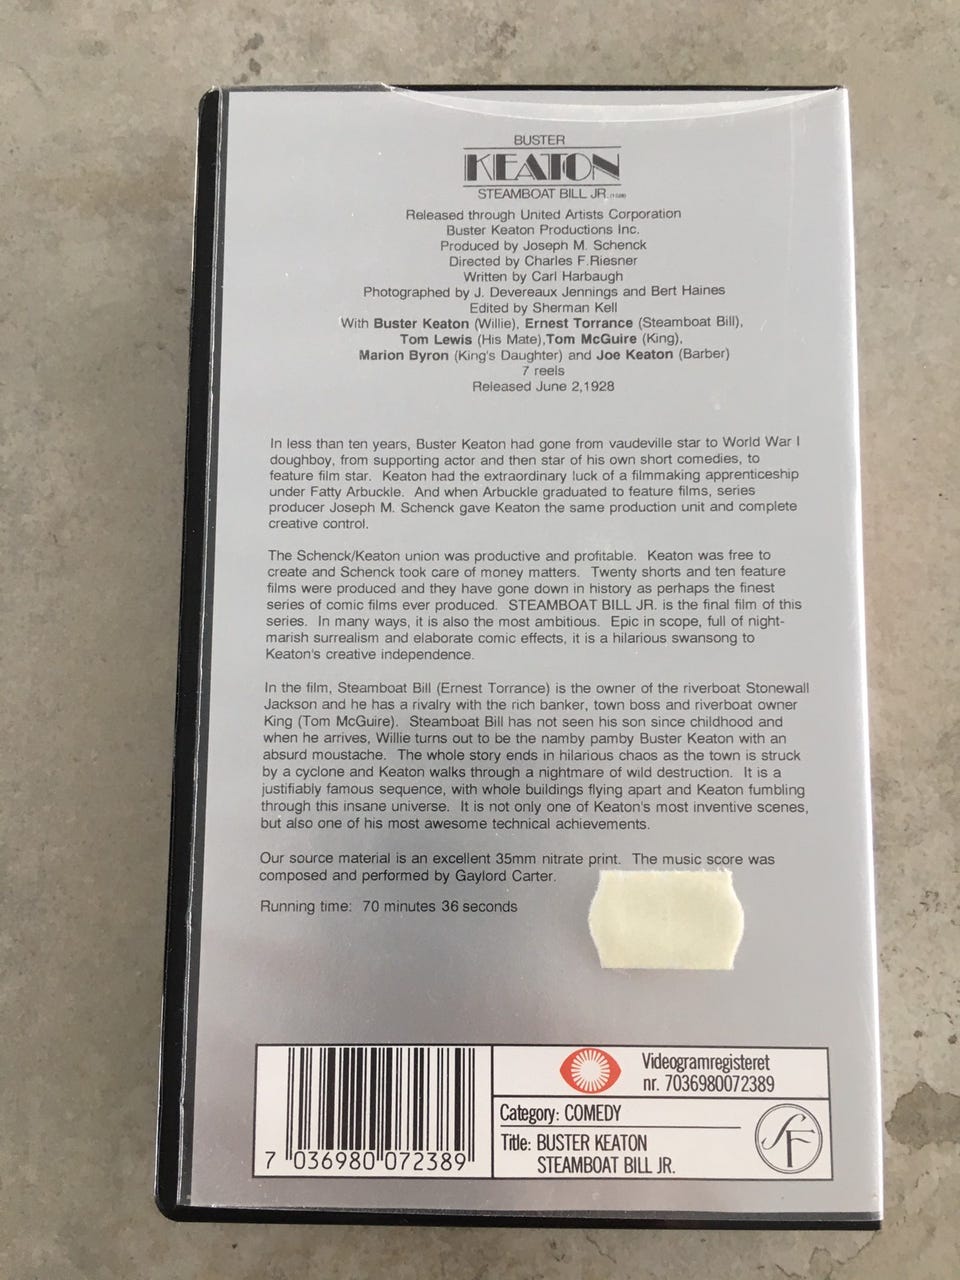 BUSTER
KEATON
STEAMBOAT BILL JR. (1928)
Released through United Artists Corporation
Buster Keaton Productions Inc.
Produced by Joseph M. Schenck
Directed by Charles F.Riesner
Written by Carl Harbaugh
Photographed by J. Devereaux Jennings and Bert Haines
Edited by Sherman Kell
With Buster Keaton (Willie), Ernest Torrance (Steamboat Bill),
Tom Lewis (His Mate),Tom McGuire (King),
Marion Byron (King's Daughter) and Joe Keaton (Barber)
7 reels
Released June 2,1928
In less than ten years, Buster Keaton had gone from vaudeville star to World War I
doughboy, from supporting actor and then star of his own short comedies, to
feature film star. Keaton had the extraordinary luck of a filmmaking apprenticeship
under Fatty Arbuckle. And when Arbuckle graduated to feature films, series
producer Joseph M. Schenck gave Keaton the same production unit and complete
creative control.
The Schenck/Keaton union was productive and profitable. Keaton was free to
create and Schenck took care of money matters. Twenty shorts and ten feature
films were produced and they have gone down in history as perhaps the finest
series of comic films ever produced. STEAMBOAT BILL JR. is the final film of this
series. In many ways, it is also the most ambitious. Epic in scope, full of night-
marish surrealism and elaborate comic effects, it is a hilarious swansong to
Keaton's creative independence.
In the film, Steamboat Bill (Ernest Torrance) is the owner of the riverboat Stonewall
Jackson and he has a rivalry with the rich banker, town boss and riverboat owner
King (Tom McGuire). Steamboat Bill has not seen his son since childhood and
when he arrives, Willie turns out to be the namby pamby Buster Keaton with an
absurd moustache. The whole story ends in hilarious chaos as the town is struck
by a cyclone and Keaton walks through a nightmare of wild destruction. It is a
justifiably famous sequence, with whole buildings flying apart and Keaton fumbling
through this insane universe. It is not only one of Keaton's most inventive scenes,
but also one of his most awesome technical achievements.
Our source material is an excellent 35mm nitrate print. The music score was
composed and performed by Gaylord Carter.
Running time: 70 minutes 36 seconds
7 036980 072389
Videogramregisteret
nr. 7036980072389
Category: COMEDY
Title: BUSTER KEATON
STEAMBOAT BILL JR.
SF